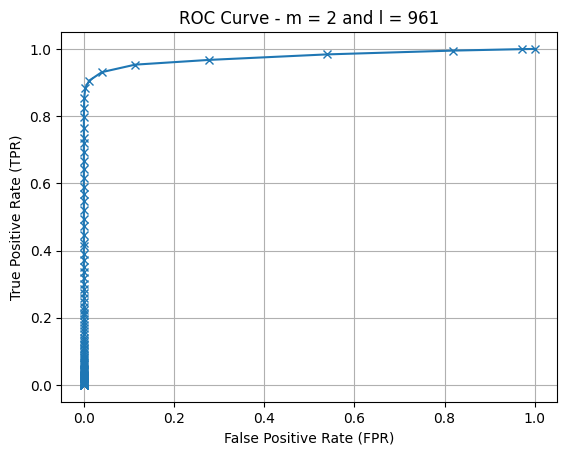 ROC Curve - m = 2 and l = 961
True Positive Rate (TPR)
1.0
0.8
0.6
0.4
0.2
0.0
0.0 0.2 0.4 0.6 0.8 1.0
False Positive Rate (FPR)